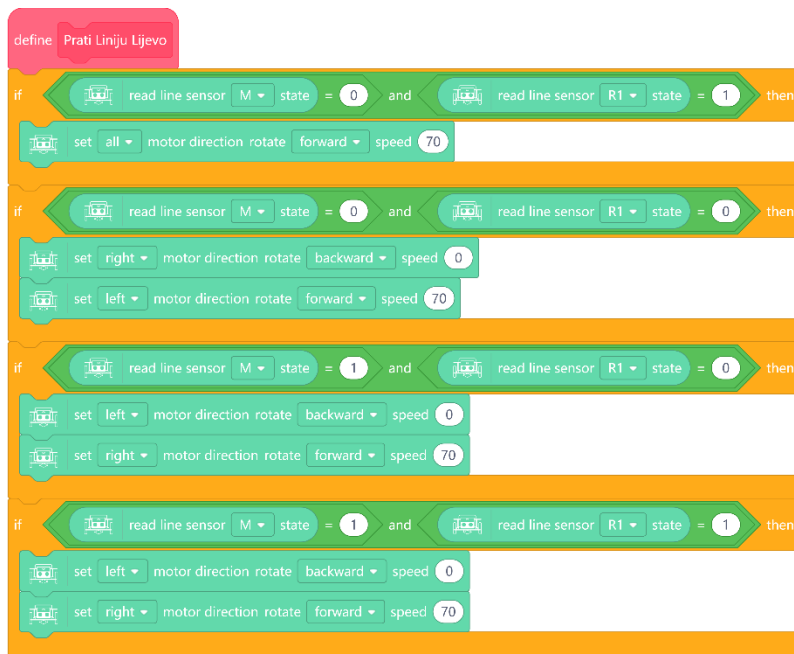 define Prati Liniju Lijevo
if read line sensor M state = 0 and read line sensor R1 state = 1 then
set all motor direction rotate forward speed 70
if read line sensor M state = 0 and read line sensor R1 state = 0 then
set right motor direction rotate backward speed 0
set left motor direction rotate forward speed 70
if read line sensor M state = 1 and read line sensor R1 state = 0 then
set left motor direction rotate backward speed 0
set right motor direction rotate forward speed 70
if read line sensor M state = 1 and read line sensor R1 state = 1 then
set left motor direction rotate backward speed 0
set right motor direction rotate forward speed 70